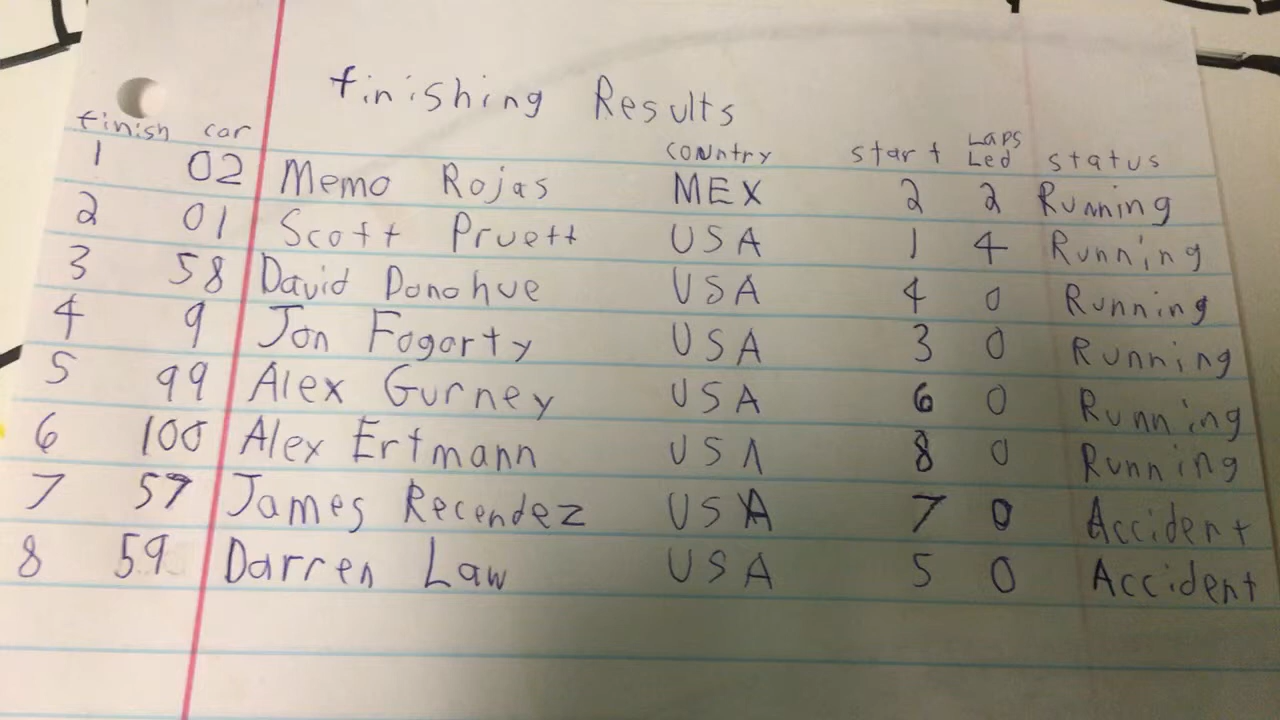 Finishing Results
Finish car country start Laps Led status
1 02 Memo Rojas MEX 2 2 Running
2 01 Scott Pruett USA 1 4 Running
3 58 David Donohue USA 4 0 Running
4 9 Jon Fogarty USA 3 0 Running
5 99 Alex Gurney USA 6 0 Running
6 100 Alex Ertmann USA 8 0 Running
7 57 James Recendez USA 7 0 Accident
8 59 Darren Law USA 5 0 Accident